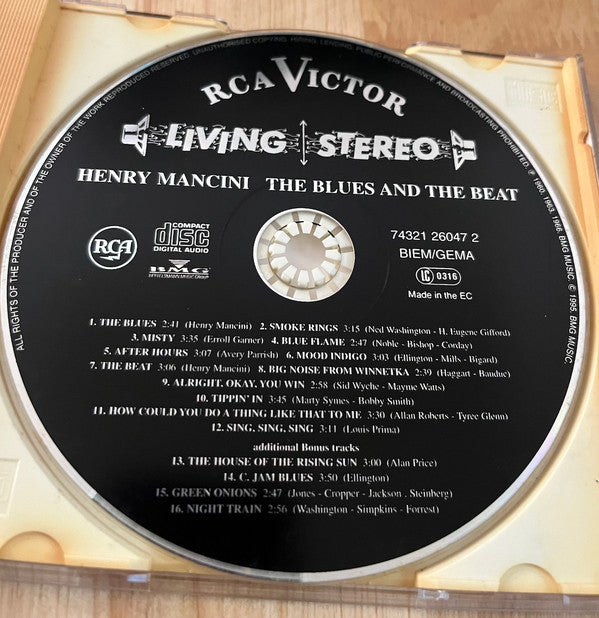 ALL RIGHTS OF THE PRODUCER AND OF THE OWNER OF THE WORK REPRODUCED RESERVED. UNAUTHORISED COPYING, HIRING, LENDING, PUBLIC PERFORMANCE AND BROADCASTING PROHIBITED. ℗ 1960, 1963, 1966, BMG MUSIC. © 1995, BMG MUSIC.
RCA VICTOR
LIVING STEREO
HENRY MANCINI THE BLUES AND THE BEAT
RCA
COMPACT
disc
DIGITAL AUDIO
BMG
BERTELSMANN MUSIC GROUP
74321 26047 2
BIEM/GEMA
LC 0316
Made in the EC
1. THE BLUES 2:41 (Henry Mancini) 2. SMOKE RINGS 3:15 (Ned Washington - H. Eugene Gifford)
3. MISTY 3:35 (Erroll Garner) 4. BLUE FLAME 2:47 (Noble - Bishop - Corday)
5. AFTER HOURS 3:07 (Avery Parrish) 6. MOOD INDIGO 3:03 (Ellington - Mills - Bigard)
7. THE BEAT 3:06 (Henry Mancini) 8. BIG NOISE FROM WINNETKA 2:39 (Haggart - Bauduc)
9. ALRIGHT, OKAY, YOU WIN 2:58 (Sid Wyche - Mayme Watts)
10. TIPPIN' IN 3:45 (Marty Symes - Bobby Smith)
11. HOW COULD YOU DO A THING LIKE THAT TO ME 3:30 (Allan Roberts - Tyree Glenn)
12. SING, SING, SING 3:11 (Louis Prima)
additional Bonus tracks
13. THE HOUSE OF THE RISING SUN 3:00 (Alan Price)
14. C. JAM BLUES 3:50 (Ellington)
15. GREEN ONIONS 2:47 (Jones - Cropper - Jackson . Steinberg)
16. NIGHT TRAIN 2:56 (Washington - Simpkins - Forrest)